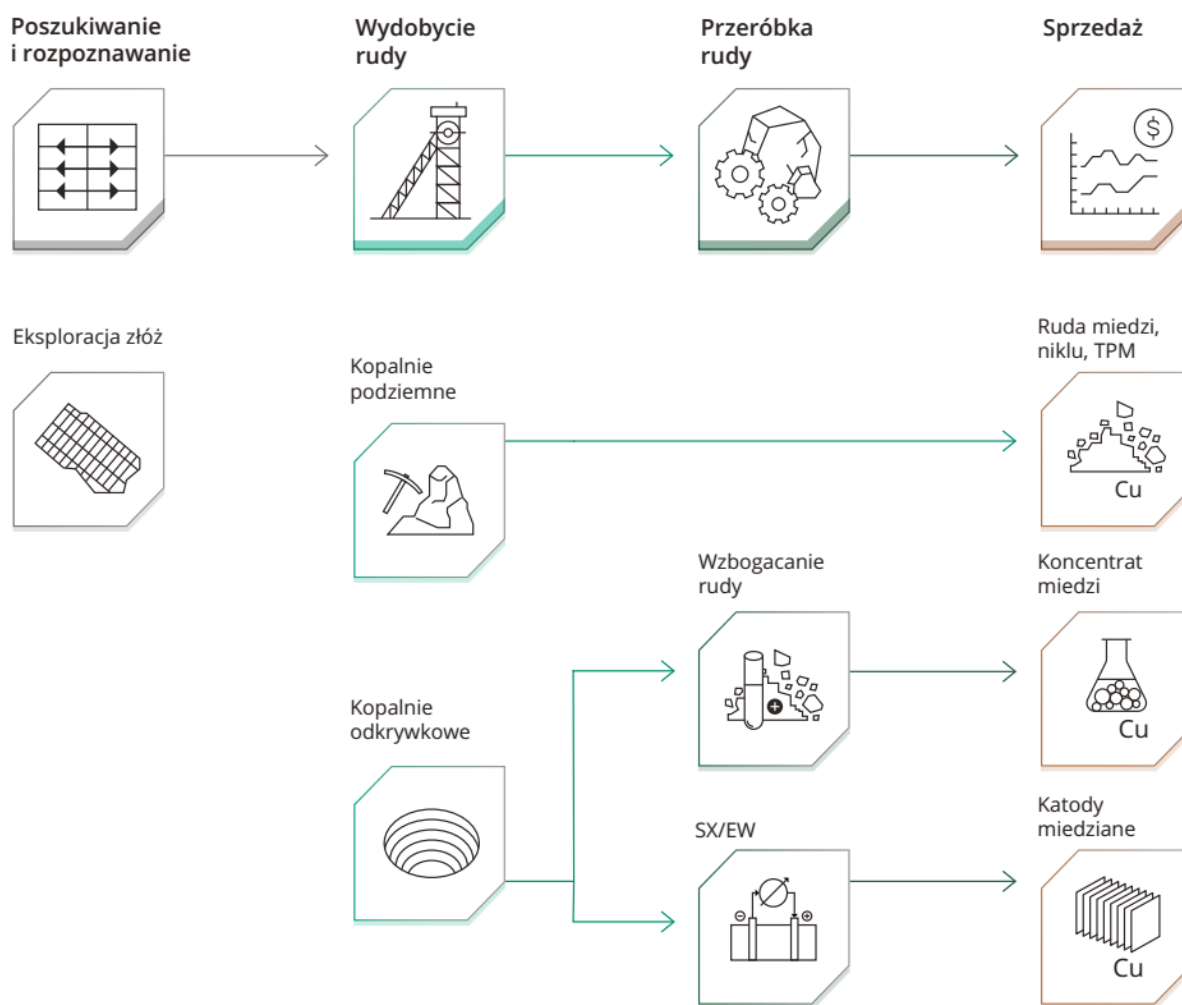 Poszukiwanie
i rozpoznawanie
Wydobycie
rudy
Przeróbka
rudy
Sprzedaż
$
Eksploracja złóż
Kopalnie
podziemne
Ruda miedzi,
niklu, TPM
Cu
Wzbogacanie
rudy
Koncentrat
miedzi
Cu
Kopalnie
odkrywkowe
SX/EW
Katody
miedziane
Cu